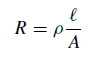 R = ρ ℓ/A